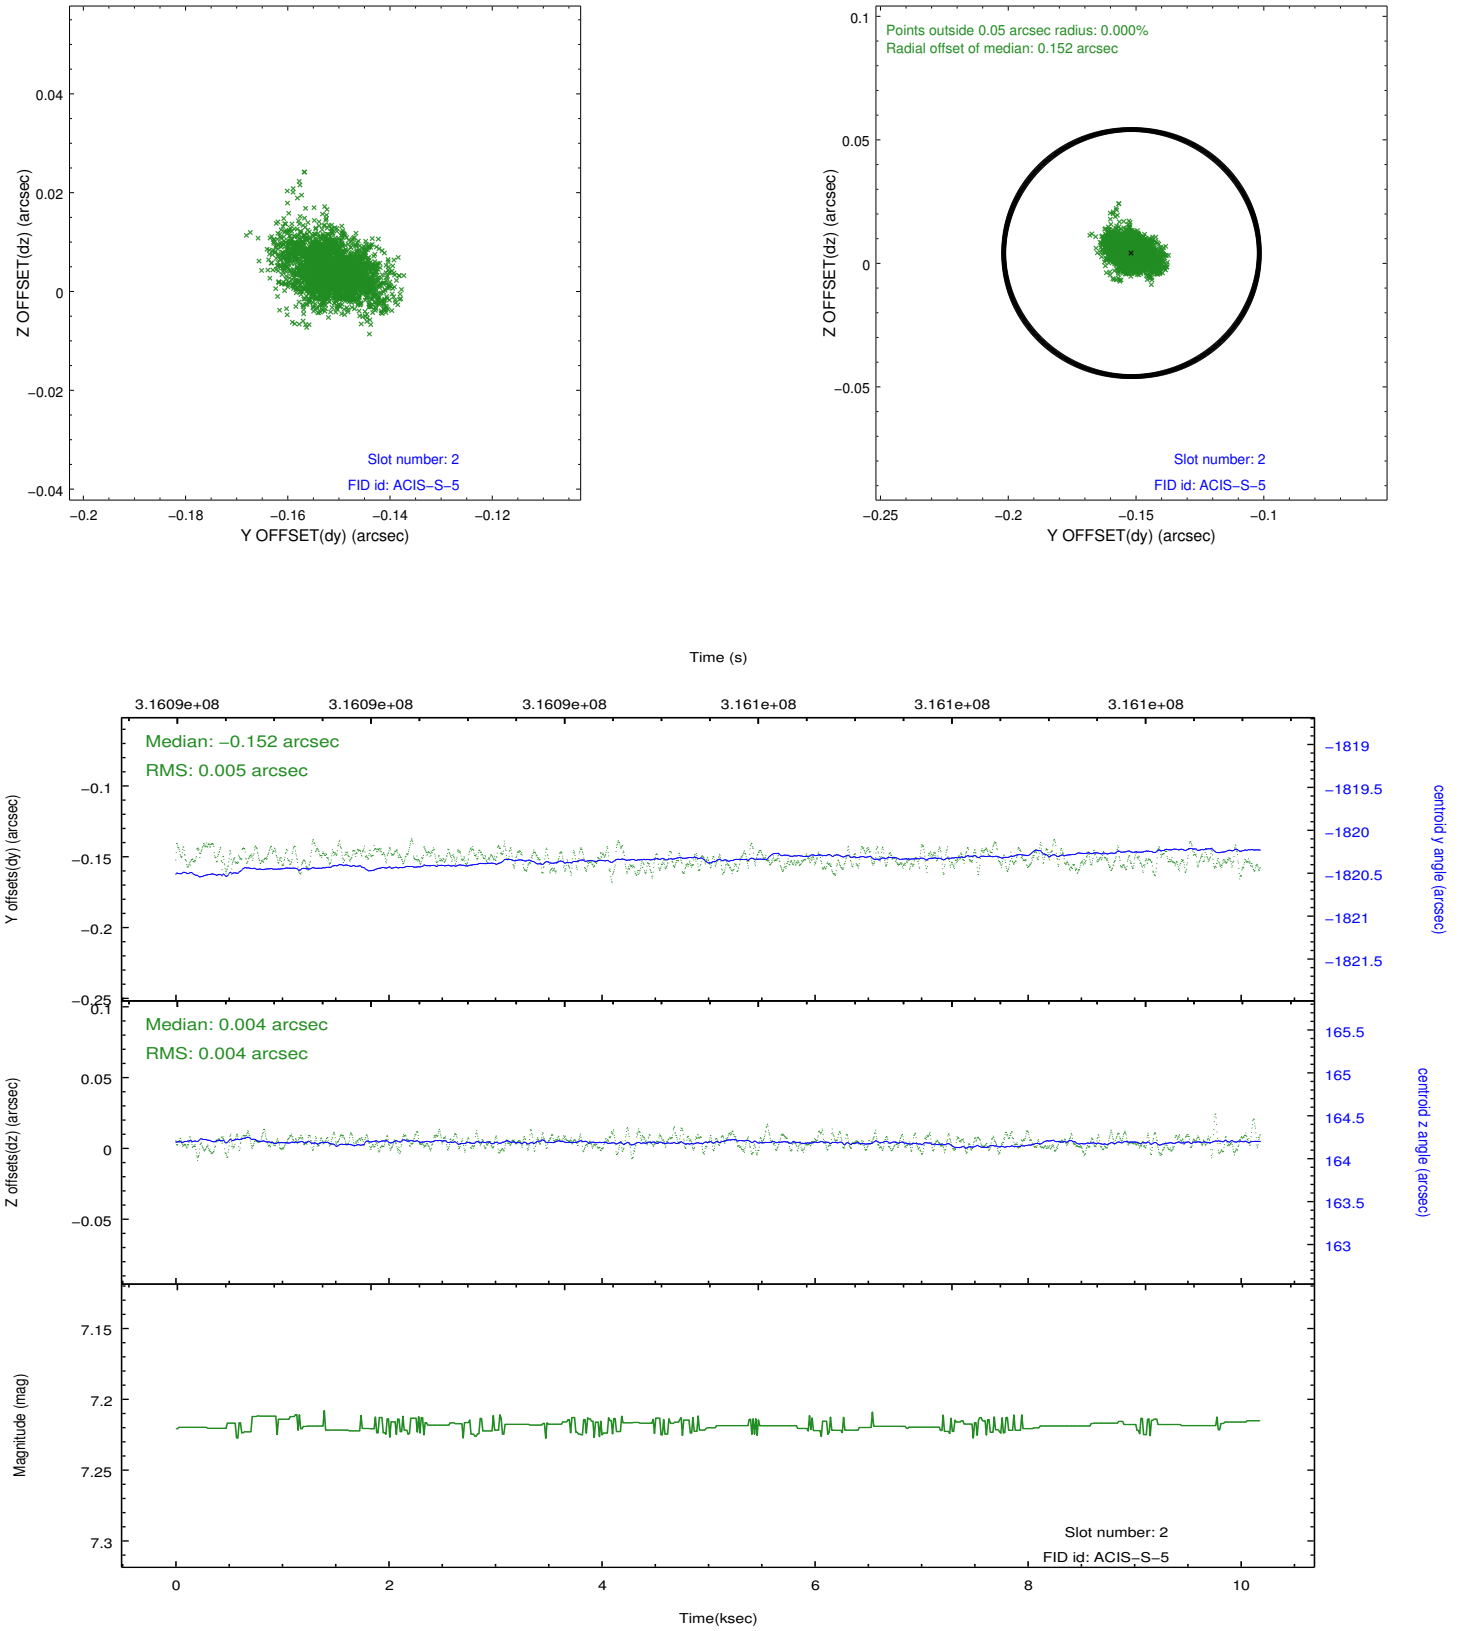 0.04
0.02
0
−0.02
−0.04
Z OFFSET(dz) (arcsec)
Slot number: 2
FID id: ACIS−S−5
−0.2
−0.18
−0.16
−0.14
−0.12
Y OFFSET(dy) (arcsec)
Points outside 0.05 arcsec radius: 0.000%
Radial offset of median: 0.152 arcsec
0.1
0.05
0
−0.05
Z OFFSET(dz) (arcsec)
Slot number: 2
FID id: ACIS−S−5
−0.25
−0.2
−0.15
−0.1
Y OFFSET(dy) (arcsec)
Time (s)
3.1609e+08
3.1609e+08
3.1609e+08
3.161e+08
3.161e+08
3.161e+08
Median: −0.152 arcsec
RMS: 0.005 arcsec
−0.1
−0.15
−0.2
−0.25
Y offsets(dy) (arcsec)
−1819
−1819.5
−1820
−1820.5
−1821
−1821.5
centroid y angle (arcsec)
Median: 0.004 arcsec
RMS: 0.004 arcsec
0.1
0.05
0
−0.05
Z offsets(dz) (arcsec)
165.5
165
164.5
164
163.5
163
centroid z angle (arcsec)
7.15
7.2
7.25
7.3
Magnitude (mag)
Slot number: 2
FID id: ACIS−S−5
0
2
4
6
8
10
Time(ksec)